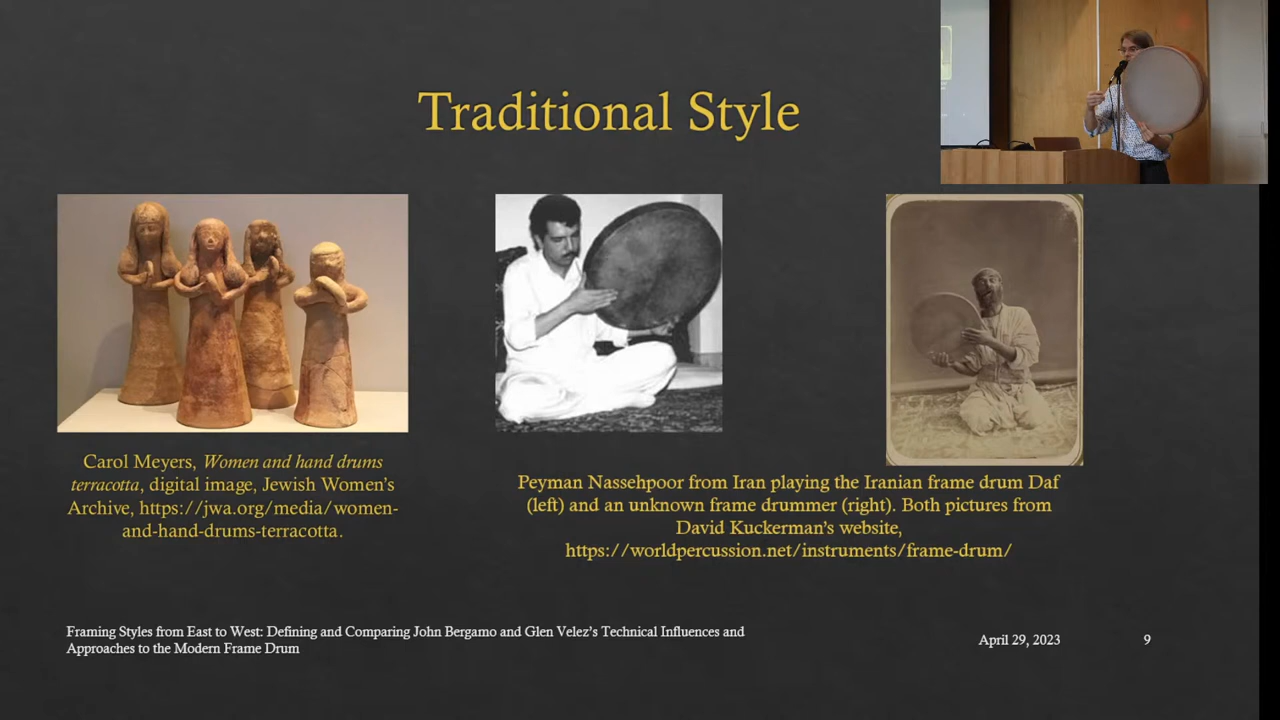 Traditional Style
Carol Meyers, Women and hand drums
terracotta, digital image, Jewish Women's
Archive, https://jwa.org/media/women-
and-hand-drums-terracotta.
Peyman Nassehpoor from Iran playing the Iranian frame drum Daf
(left) and an unknown frame drummer (right). Both pictures from
David Kuckerman's website,
https://worldpercussion.net/instruments/frame-drum/
Framing Styles from East to West: Defining and Comparing John Bergamo and Glen Velez's Technical Influences and
Approaches to the Modern Frame Drum
April 29, 2023
9